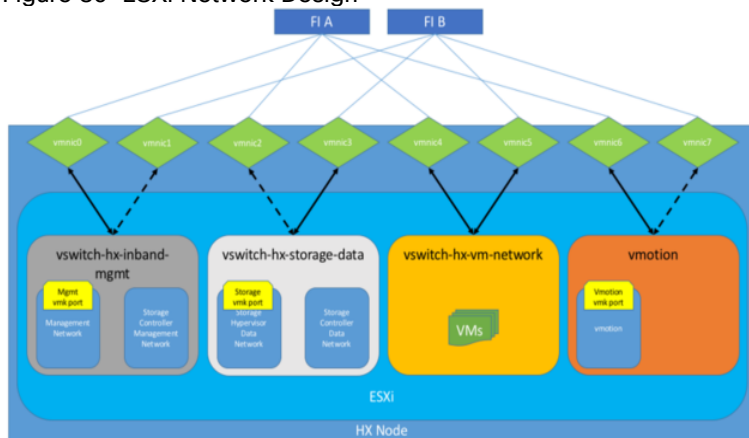 Figure 30 ESXi Network Design
FI A
FI B
vmnic0
vmnic1
vmnic2
vmnic3
vmnic4
vmnic5
vmnic6
vmnic7
vswitch-hx-inband-
mgmt
Mgmt
vmk port
Management
Network
Storage
Controller
Management
Network
vswitch-hx-storage-data
Storage
vmk port
Storage
Hypervisor
Data
Network
Storage
Controller
Data
Network
vswitch-hx-vm-network
VMs
vmotion
Vmotion
vmk port
vmotion
ESXi
HX Node